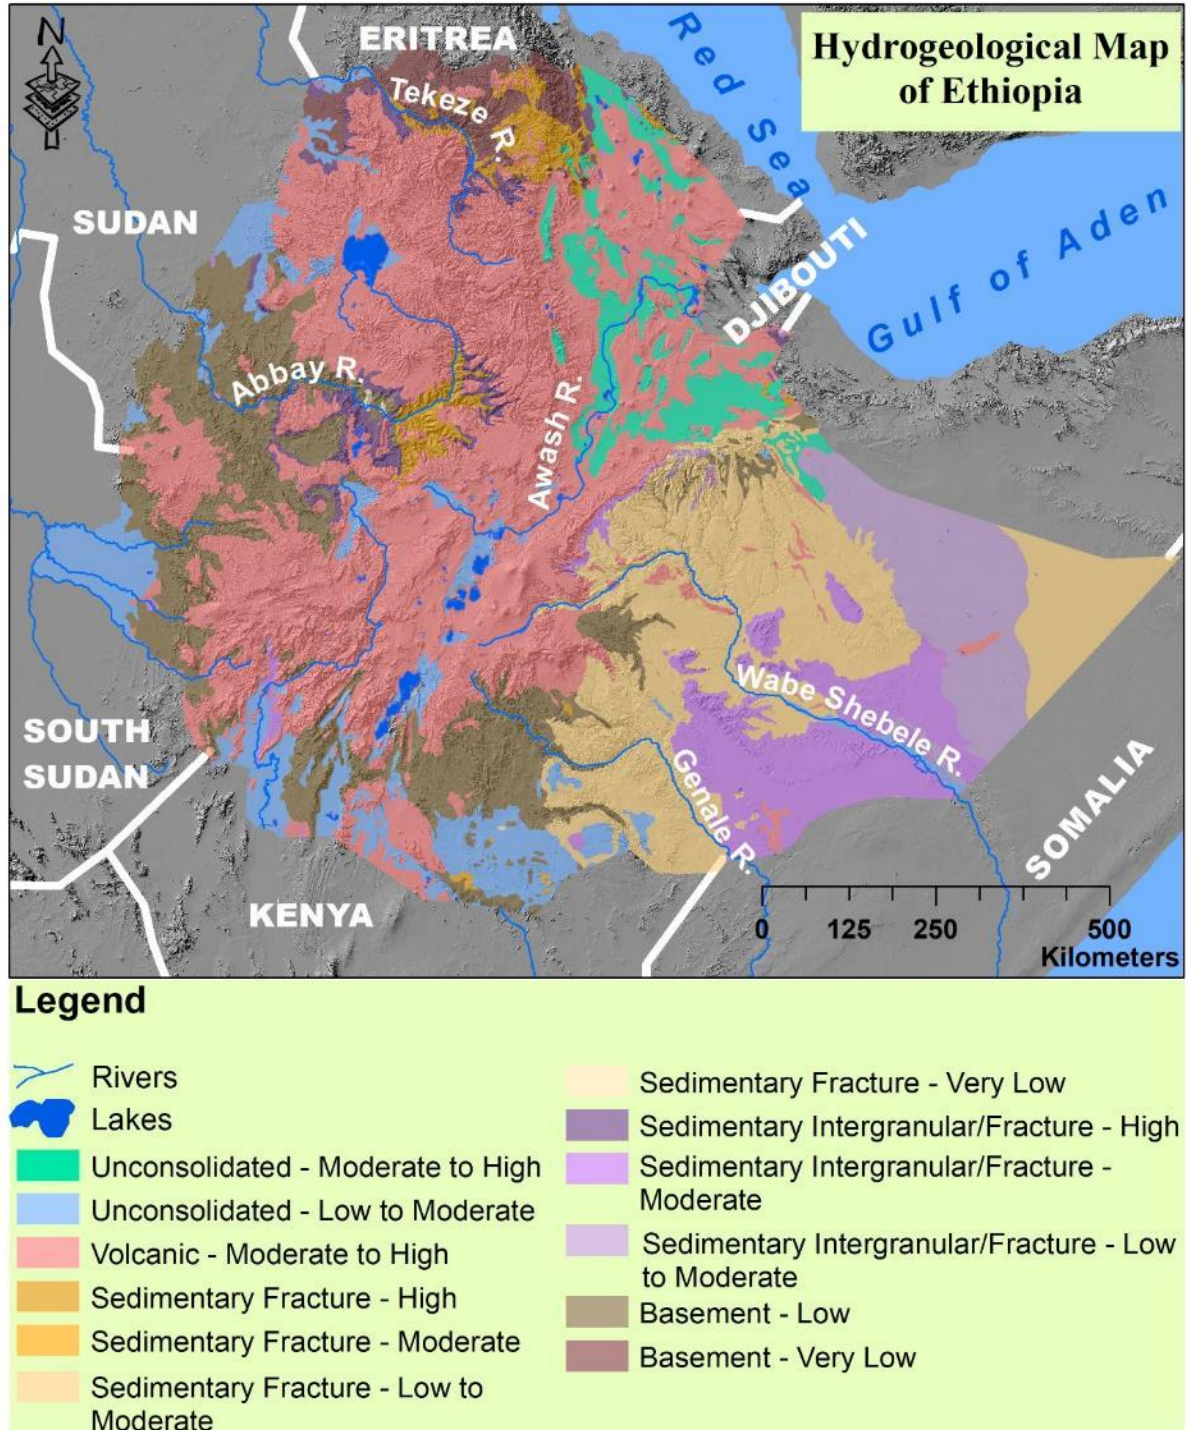 N
ERITREA
Red Sea
Hydrogeological Map
of Ethiopia
Tekeze R.
SUDAN
Gulf of Aden
DJIBOUTI
Abbay R.
Awash R.
Wabe Shebele R.
SOUTH
SUDAN
Genale R.
SOMALIA
KENYA
0 125 250 500
Kilometers
Legend
Rivers
Lakes
Unconsolidated - Moderate to High
Unconsolidated - Low to Moderate
Volcanic - Moderate to High
Sedimentary Fracture - High
Sedimentary Fracture - Moderate
Sedimentary Fracture - Low to
Moderate
Sedimentary Fracture - Very Low
Sedimentary Intergranular/Fracture - High
Sedimentary Intergranular/Fracture -
Moderate
Sedimentary Intergranular/Fracture - Low
to Moderate
Basement - Low
Basement - Very Low